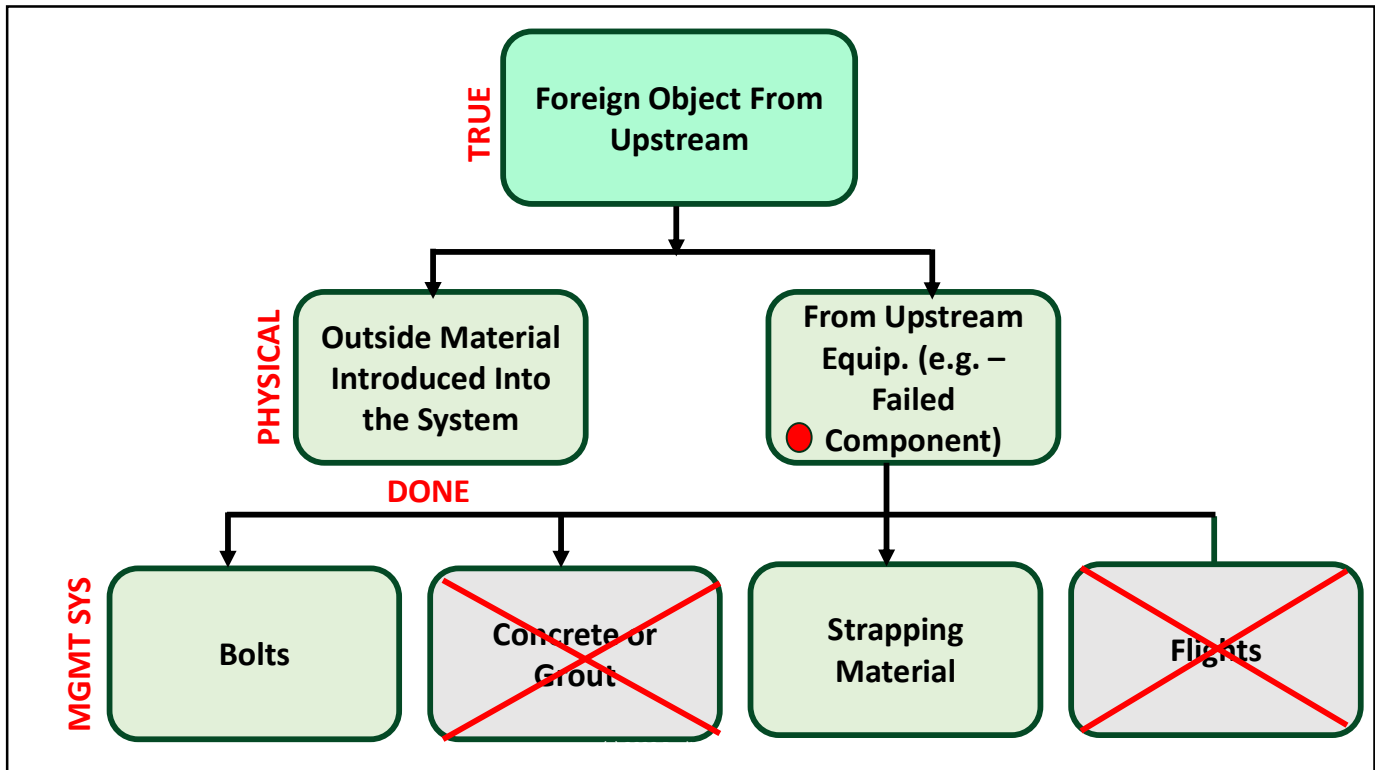 TRUE
Foreign Object From
Upstream
PHYSICAL
Outside Material
Introduced Into
the System
From Upstream
Equip. (e.g. –
Failed
Component)
DONE
MGMT SYS
Bolts
Concrete or
Grout
Strapping
Material
Flights